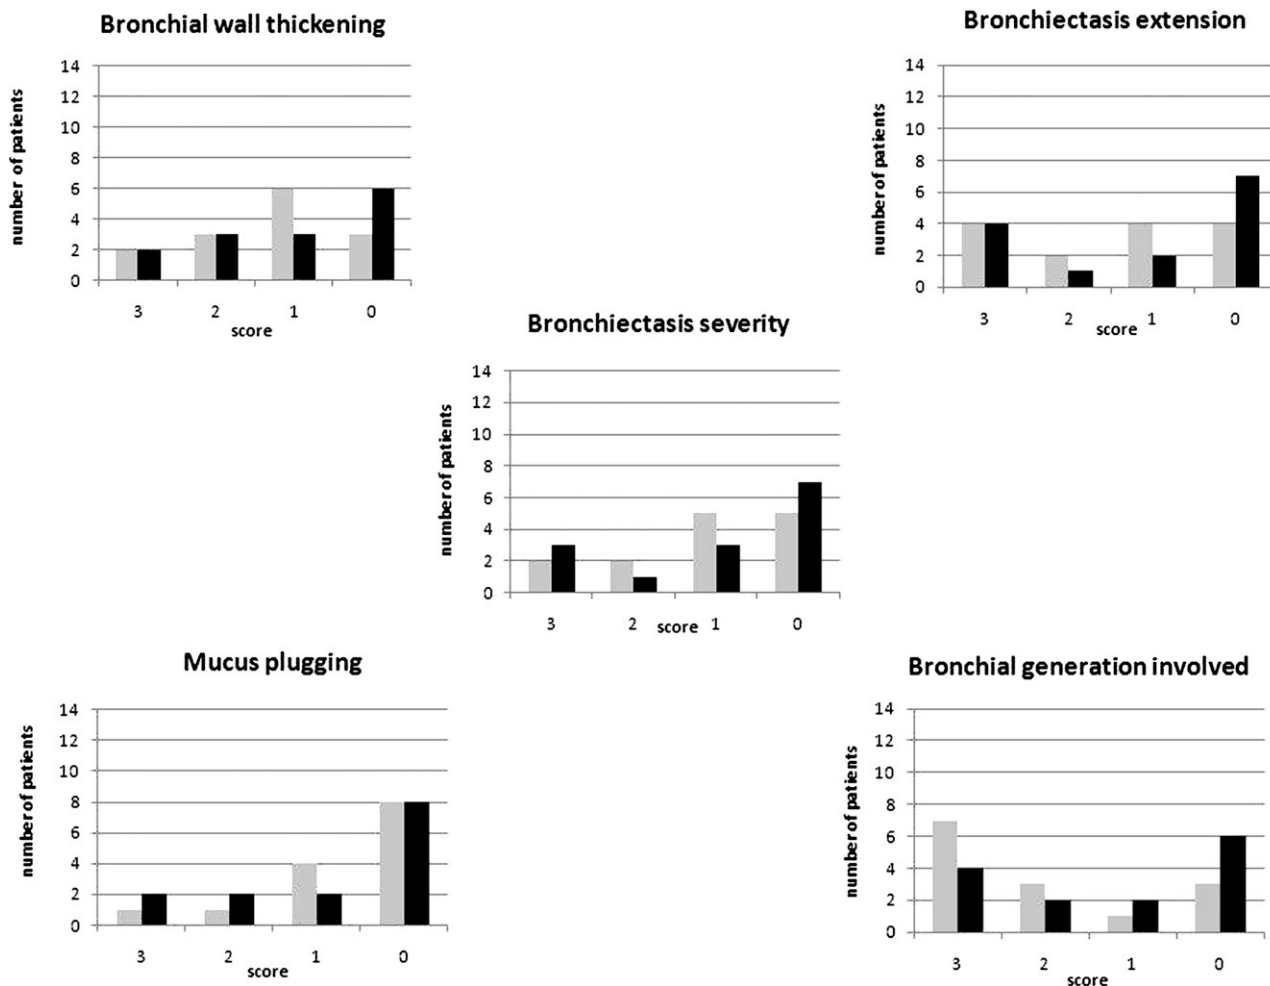 Bronchial wall thickening
number of patients
14
12
10
8
6
4
2
0
3 2 1 0
score
Bronchiectasis extension
number of patients
14
12
10
8
6
4
2
0
3 2 1 0
score
Bronchiectasis severity
number of patients
14
12
10
8
6
4
2
0
3 2 1 0
score
Mucus plugging
number of patients
14
12
10
8
6
4
2
0
3 2 1 0
score
Bronchial generation involved
number of patients
14
12
10
8
6
4
2
0
3 2 1 0
score